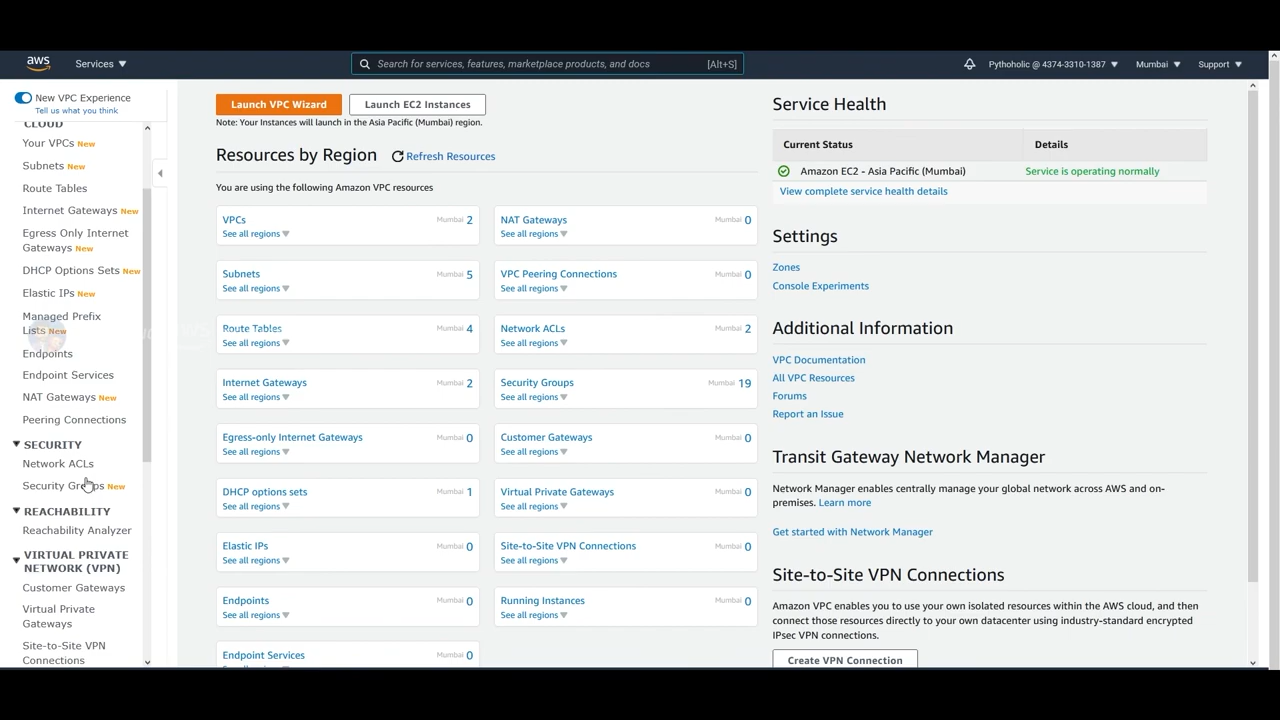 aws
Services
Search for services, features, marketplace products, and docs
[Alt+S]
Pythoholic @ 4374-3310-1387
Mumbai
Support
New VPC Experience
Tell us what you think
CLOUD
Your VPCs New
Subnets New
Route Tables
Internet Gateways New
Egress Only Internet
Gateways New
DHCP Options Sets New
Elastic IPs New
Managed Prefix
Lists New
Endpoints
Endpoint Services
NAT Gateways New
Peering Connections
SECURITY
Network ACLs
Security Groups New
REACHABILITY
Reachability Analyzer
VIRTUAL PRIVATE
NETWORK (VPN)
Customer Gateways
Virtual Private
Gateways
Site-to-Site VPN
Connections
Launch VPC Wizard
Launch EC2 Instances
Note: Your Instances will launch in the Asia Pacific (Mumbai) region.
Resources by Region
Refresh Resources
You are using the following Amazon VPC resources
VPCs Mumbai 2
See all regions
NAT Gateways Mumbai 0
See all regions
Subnets Mumbai 5
See all regions
VPC Peering Connections Mumbai 0
See all regions
Route Tables Mumbai 4
See all regions
Network ACLs Mumbai 2
See all regions
Internet Gateways Mumbai 2
See all regions
Security Groups Mumbai 19
See all regions
Egress-only Internet Gateways Mumbai 0
See all regions
Customer Gateways Mumbai 0
See all regions
DHCP options sets Mumbai 1
See all regions
Virtual Private Gateways Mumbai 0
See all regions
Elastic IPs Mumbai 0
See all regions
Site-to-Site VPN Connections Mumbai 0
See all regions
Endpoints Mumbai 0
See all regions
Running Instances Mumbai 0
See all regions
Endpoint Services Mumbai 0
Service Health
Current Status Details
Amazon EC2 - Asia Pacific (Mumbai) Service is operating normally
View complete service health details
Settings
Zones
Console Experiments
Additional Information
VPC Documentation
All VPC Resources
Forums
Report an Issue
Transit Gateway Network Manager
Network Manager enables centrally manage your global network across AWS and on-
premises. Learn more
Get started with Network Manager
Site-to-Site VPN Connections
Amazon VPC enables you to use your own isolated resources within the AWS cloud, and then
connect those resources directly to your own datacenter using industry-standard encrypted
IPsec VPN connections.
Create VPN Connection